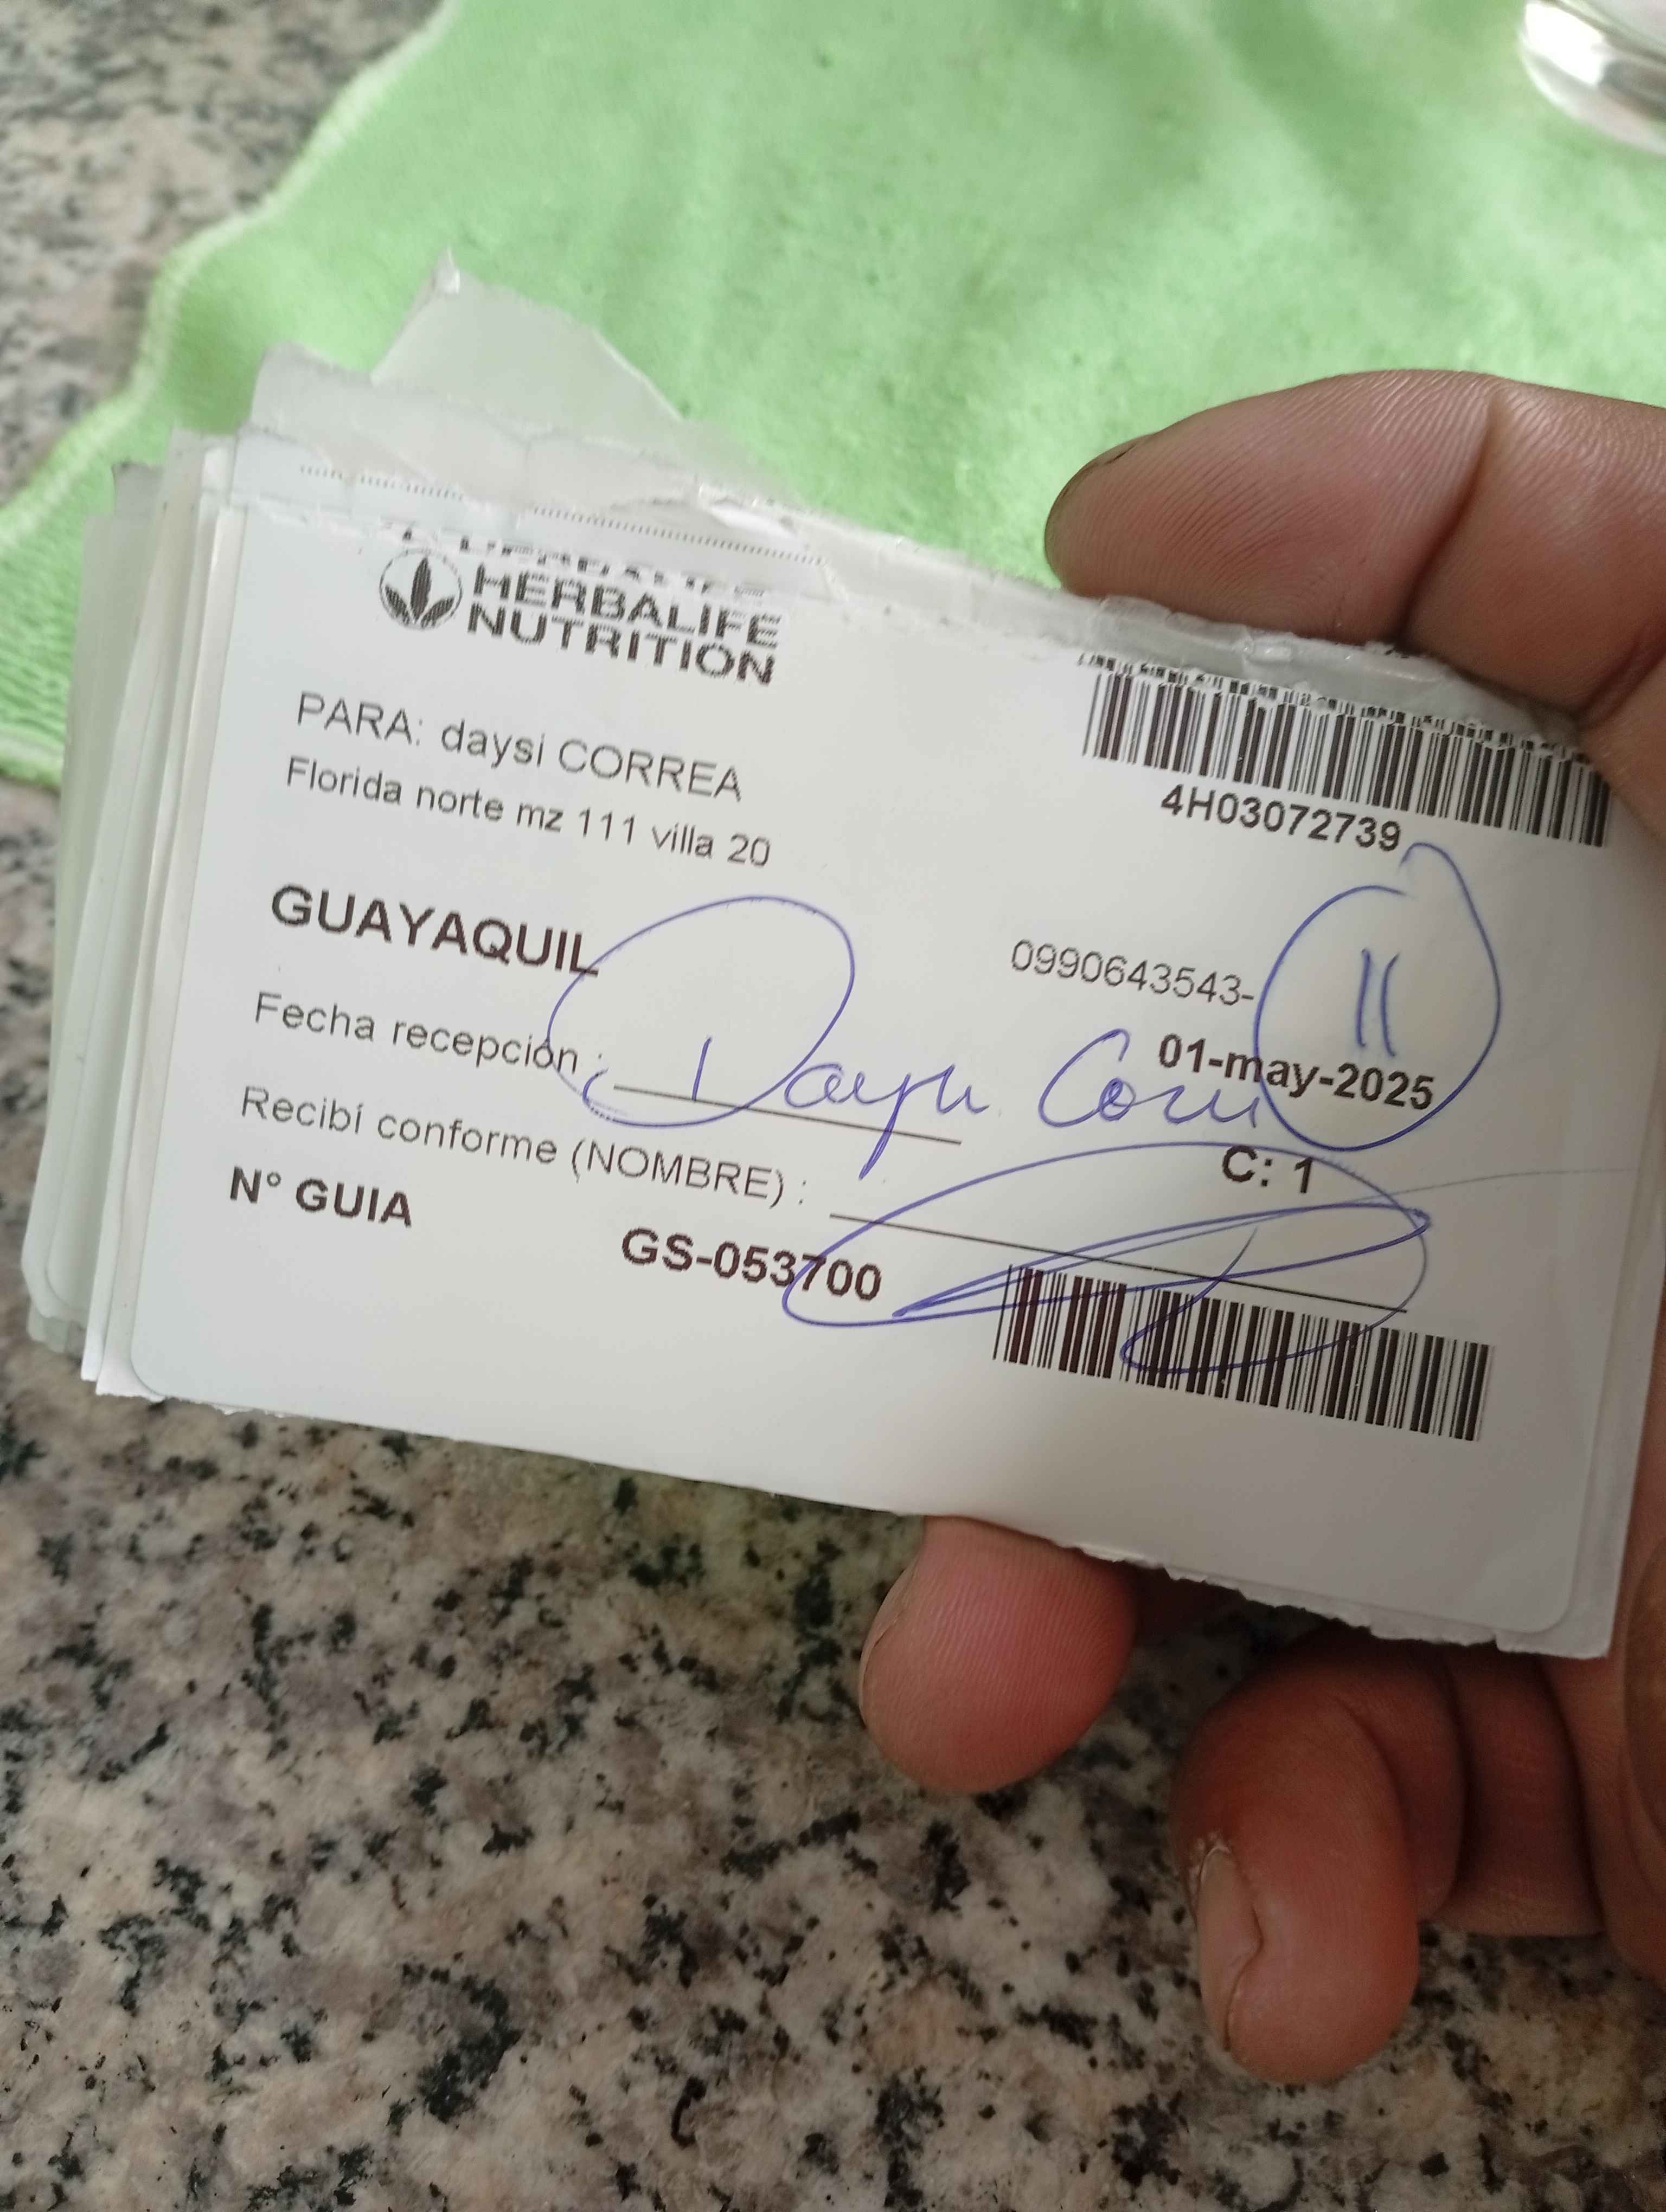 HERBALIFE
NUTRITION
4H03072739
PARA: daysi CORREA
Florida norte mz 111 villa 20
GUAYAQUIL
0990643543-
11
01-may-2025
Fecha recepción :
C: 1
Recibí conforme (NOMBRE) :
N° GUIA
GS-053700